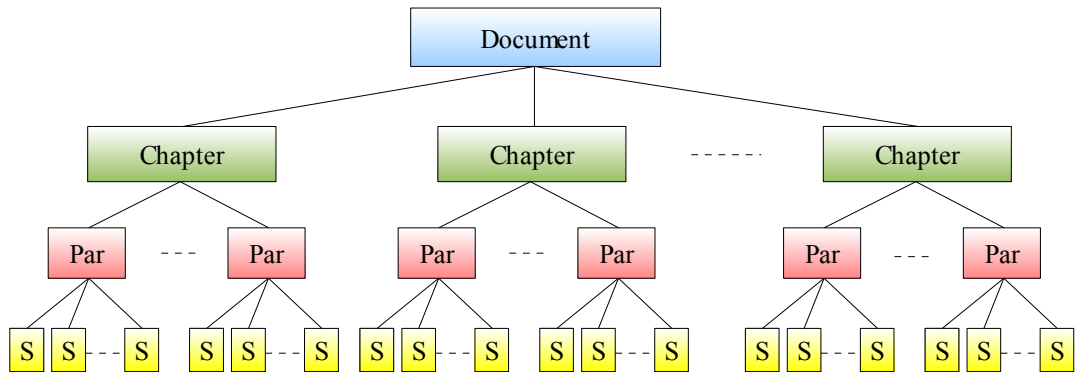 Document
Chapter Chapter Chapter
Par Par Par Par Par Par
S S S S S S S S S S S S S S S S S S